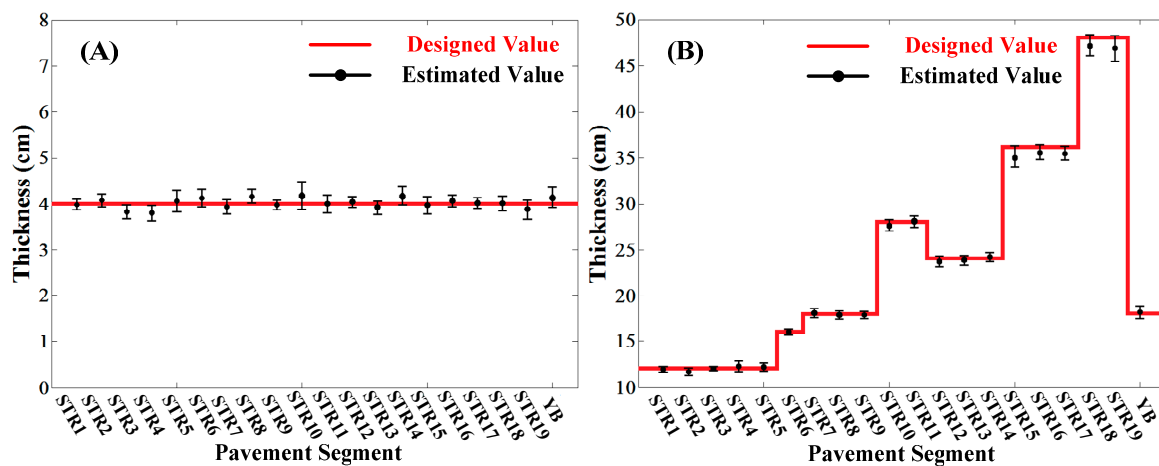 (A)
Designed Value
Estimated Value
Thickness (cm)
8
7
6
5
4
3
2
1
0
STR1
STR2
STR3
STR4
STR5
STR6
STR7
STR8
STR9
STR10
STR11
STR12
STR13
STR14
STR15
STR16
STR17
STR18
STR19
YB
Pavement Segment
(B)
Designed Value
Estimated Value
Thickness (cm)
50
45
40
35
30
25
20
15
10
STR1
STR2
STR3
STR4
STR5
STR6
STR7
STR8
STR9
STR10
STR11
STR12
STR13
STR14
STR15
STR16
STR17
STR18
STR19
YB
Pavement Segment